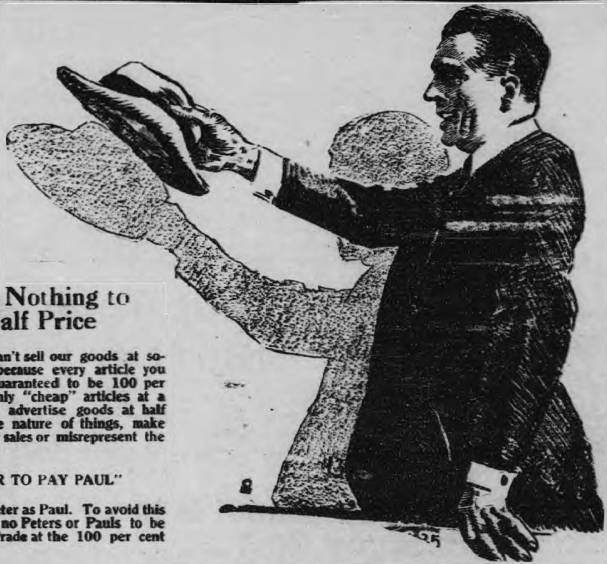 Nothing to
alf Price
an't sell our goods at so-
because every article you
uaranteed to be 100 per
nly "cheap" articles at a
advertise goods at half
e nature of things, make
sales or misrepresent the
R TO PAY PAUL"
eter as Paul. To avoid this
no Peters or Pauls to be
rade at the 100 per cent